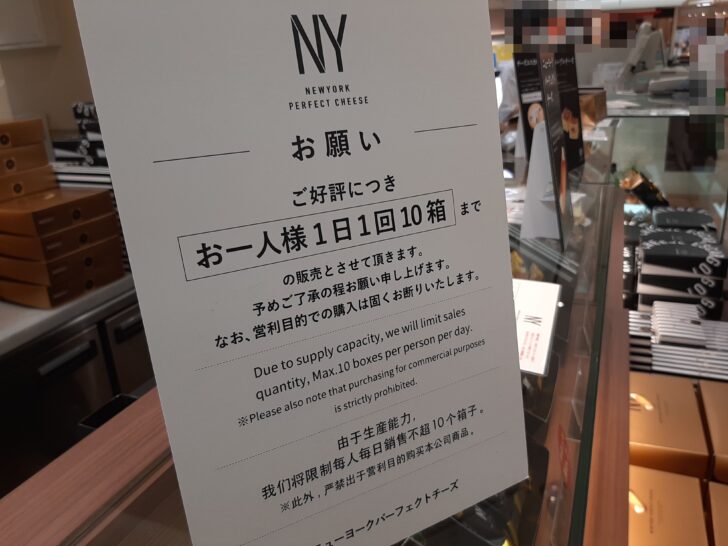 NY
NEWYORK
PERFECT CHEESE
お願い
ご好評につき
お一人様1日1回10箱まで
の販売とさせて頂きます。
予めご了承の程お願い申し上げます。
なお、営利目的での購入は固くお断りいたします。
Due to supply capacity, we will limit sales
quantity, Max.10 boxes per person per day.
※Please also note that purchasing for commercial purposes
is strictly prohibited.
由于生産能力，
我们将限制每人每日銷售不超10个箱子。
※此外，严禁出于营利目的购买本公司商品。
ニューヨークパーフェクトチーズ
NY